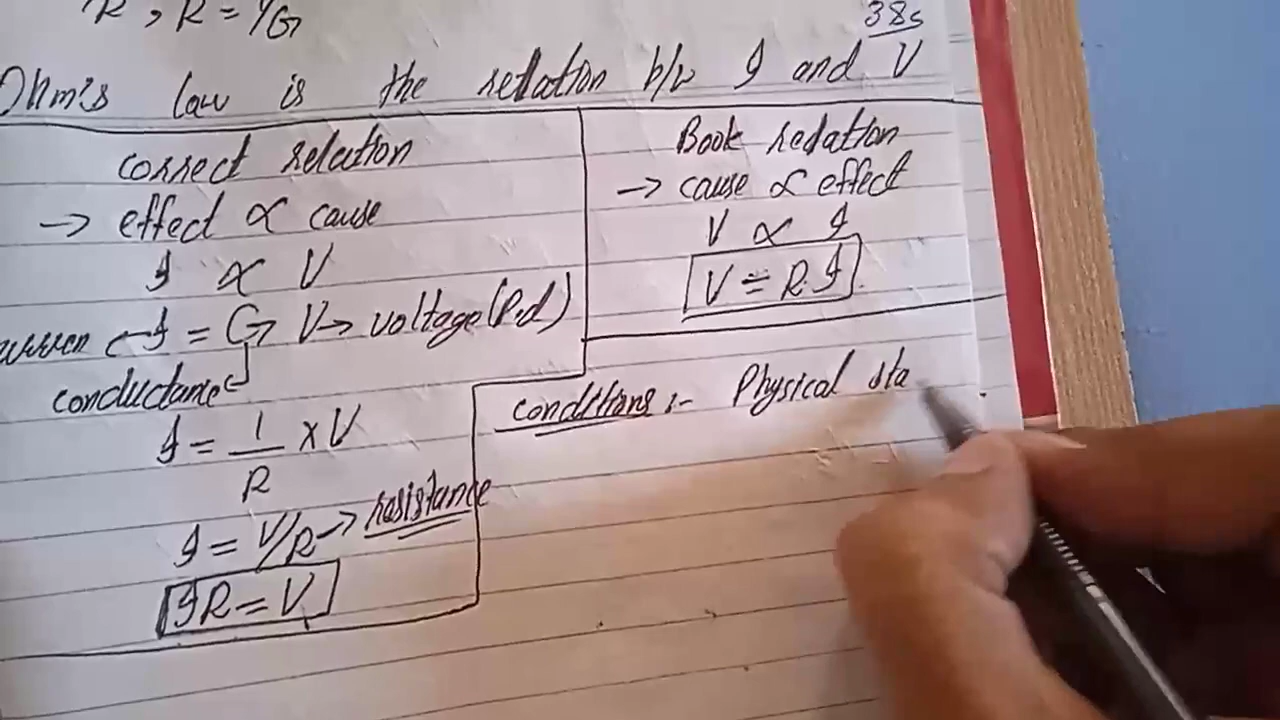 R, R = 1/G
38s
Ohm's law is the relation b/w I and V
correct relation
→ effect ∝ cause
I ∝ V
I = G V → voltage (P.d)
conductance
I = 1/R × V
I = V/R → resistance
IR = V
Book relation
→ cause ∝ effect
V ∝ I
V = R I
conditions :- Physical sta